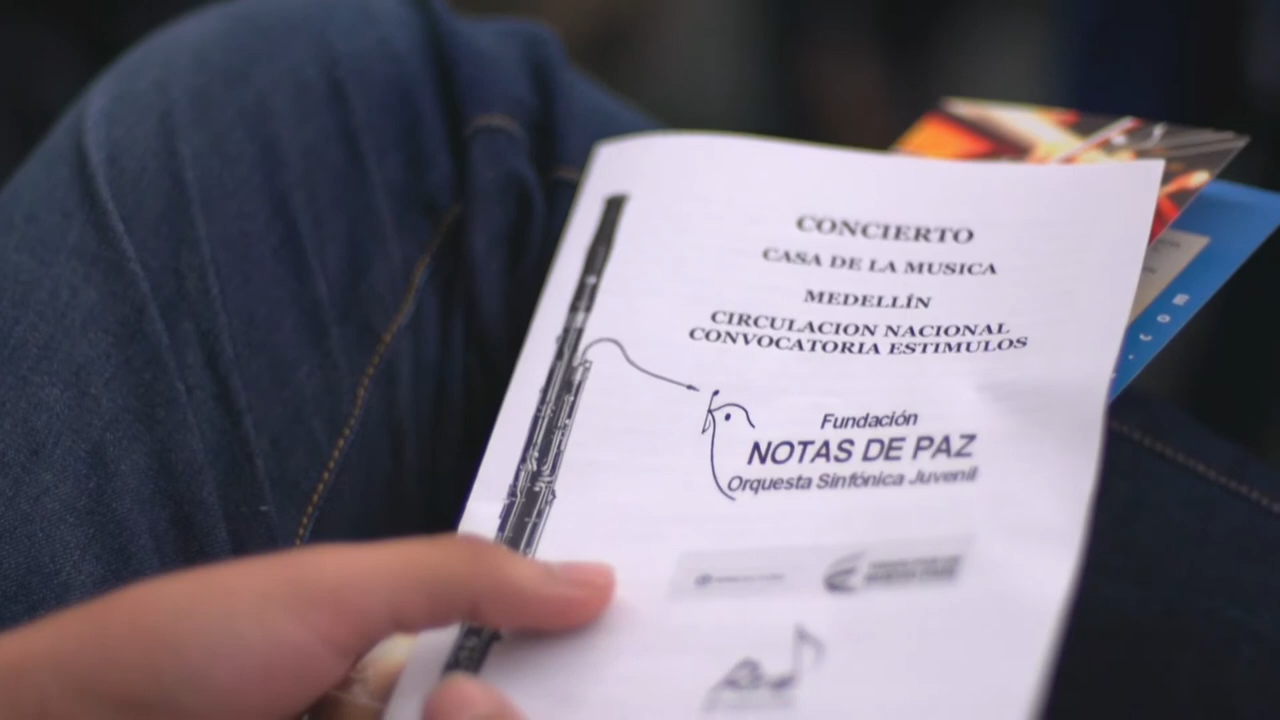 CONCIERTO
CASA DE LA MUSICA
MEDELLÍN
CIRCULACION NACIONAL
CONVOCATORIA ESTIMULOS
Fundación
NOTAS DE PAZ
Orquesta Sinfónica Juvenil